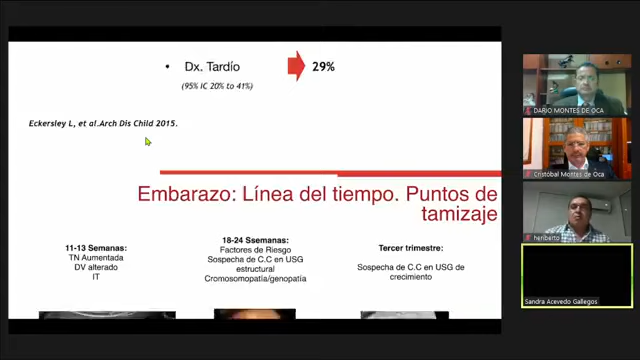 • Dx. Tardío 29%
(95% IC 20% to 41%)
Eckersley L, et al.Arch Dis Child 2015.
Embarazo: Línea del tiempo. Puntos de
tamizaje
11-13 Semanas:
TN Aumentada
DV alterado
IT
18-24 Ssemanas:
Factores de Riesgo
Sospecha de C.C en USG
estructural
Cromosomopatía/genopatía
Tercer trimestre:
Sospecha de C.C en USG de
crecimiento
DARIO MONTES DE OCA
Cristóbal Montes de Oca
heriberto
Sandra Acevedo Gallegos